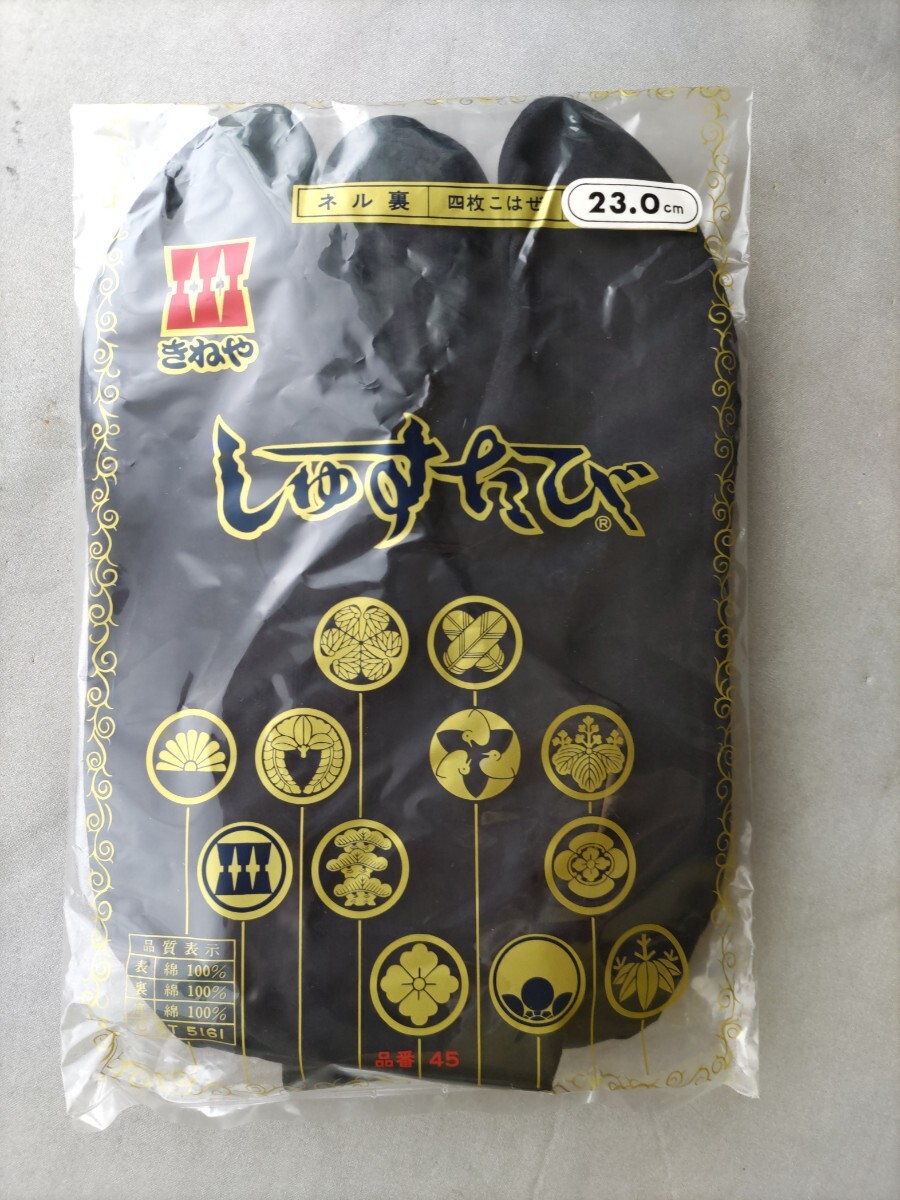 ネル裏 四枚こはぜ 23.0cm
きねや
しゅすたび®
品質表示
表 綿 100%
裏 綿 100%
綿 100%
T 5161
品番 45